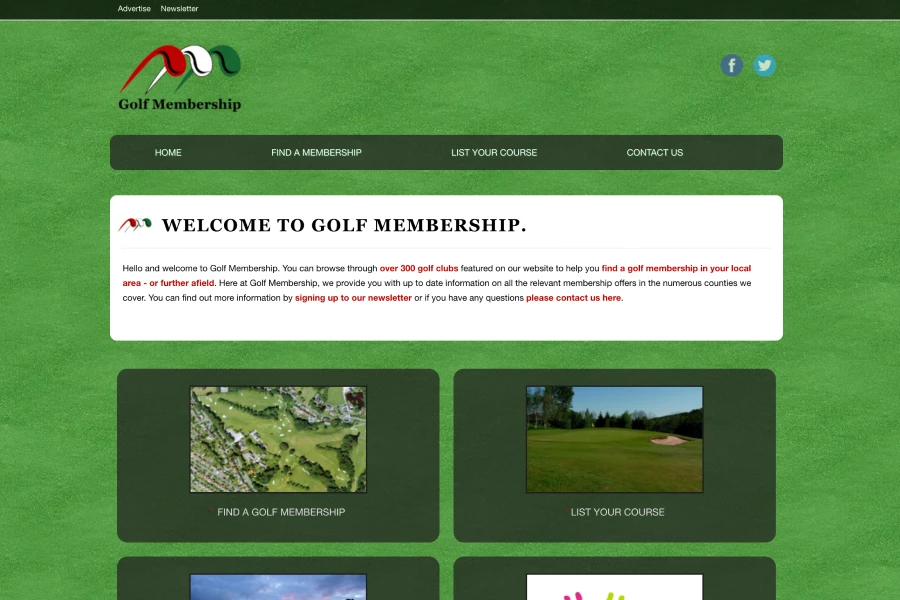 Advertise Newsletter
Golf Membership
HOME FIND A MEMBERSHIP LIST YOUR COURSE CONTACT US
WELCOME TO GOLF MEMBERSHIP.
Hello and welcome to Golf Membership. You can browse through over 300 golf clubs featured on our website to help you find a golf membership in your local
area - or further afield. Here at Golf Membership, we provide you with up to date information on all the relevant membership offers in the numerous counties we
cover. You can find out more information by signing up to our newsletter or if you have any questions please contact us here.
FIND A GOLF MEMBERSHIP
LIST YOUR COURSE